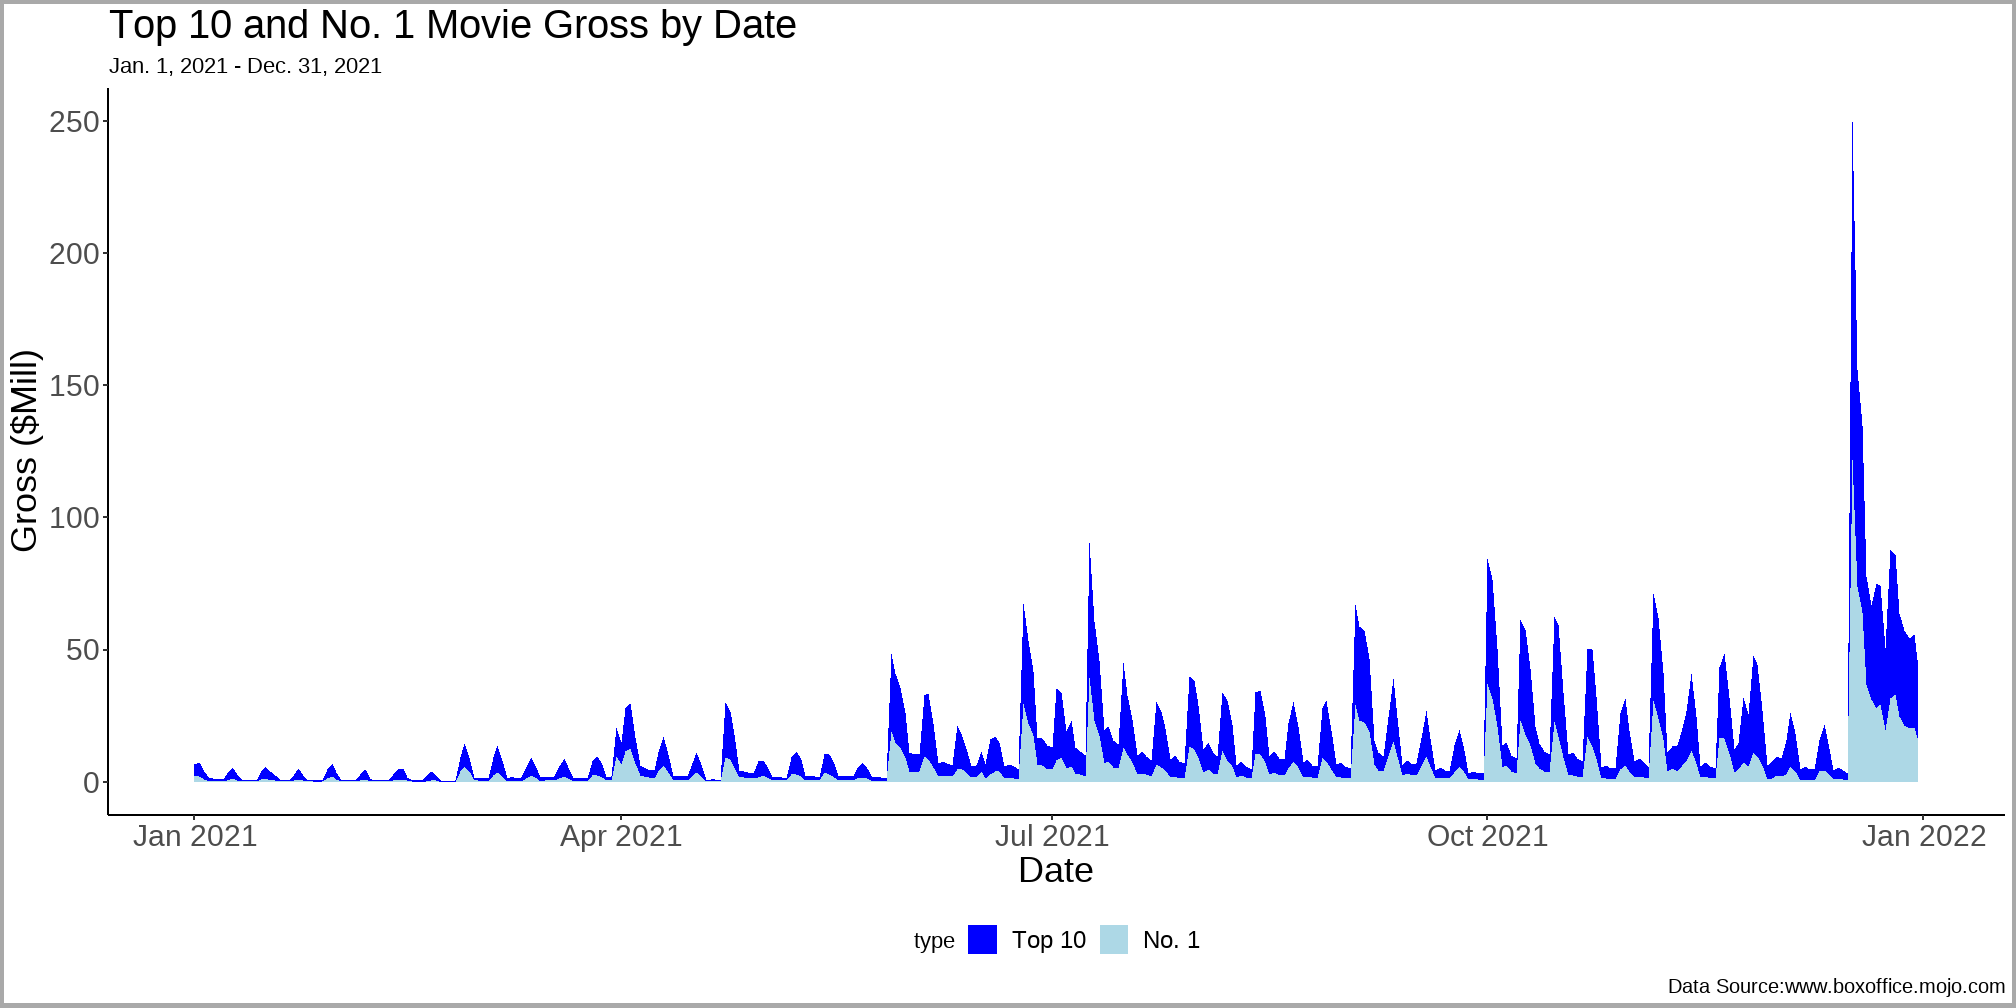 Top 10 and No. 1 Movie Gross by Date
Jan. 1, 2021 - Dec. 31, 2021
Gross ($Mill)
250
200
150
100
50
0
Jan 2021
Apr 2021
Jul 2021
Oct 2021
Jan 2022
Date
type
Top 10
No. 1
Data Source:www.boxoffice.mojo.com